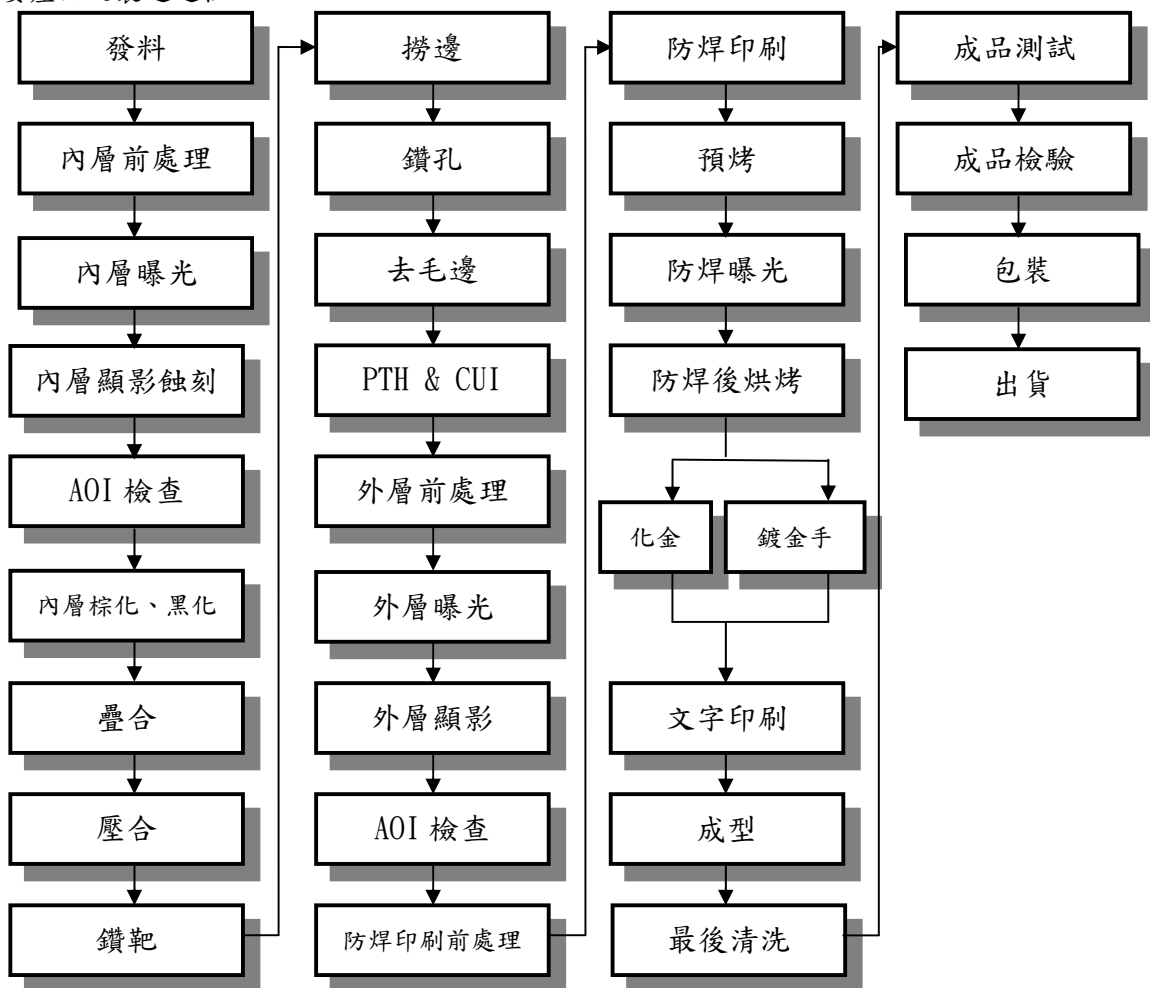 發料
內層前處理
內層曝光
內層顯影蝕刻
AOI 檢查
內層棕化、黑化
疊合
壓合
鑽靶
撈邊
鑽孔
去毛邊
PTH & CUI
外層前處理
外層曝光
外層顯影
AOI 檢查
防焊印刷前處理
防焊印刷
預烤
防焊曝光
防焊後烘烤
化金
鍍金手
文字印刷
成型
最後清洗
成品測試
成品檢驗
包裝
出貨